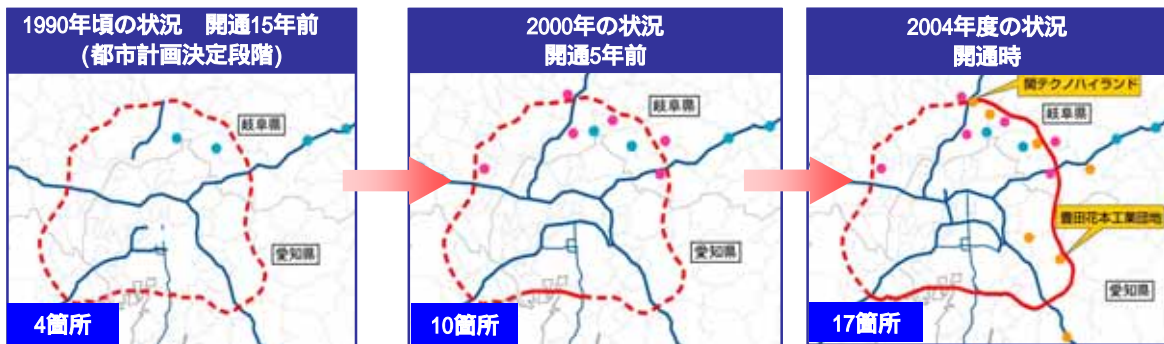 1990年頃の状況　開通15年前
(都市計画決定段階)
岐阜県
愛知県
4箇所
2000年の状況
開通5年前
岐阜県
愛知県
10箇所
2004年度の状況
開通時
関テクノハイランド
岐阜県
豊田花本工業団地
愛知県
17箇所